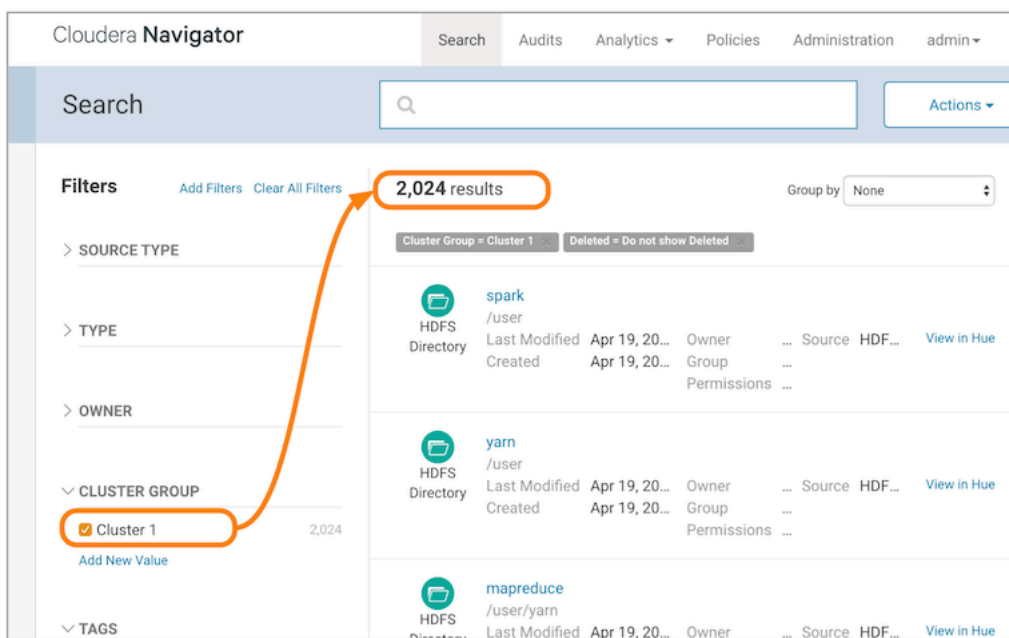 Cloudera Navigator
Search Audits Analytics Policies Administration admin
Search
Actions
Filters Add Filters Clear All Filters
2,024 results
Group by None
Cluster Group = Cluster 1 × Deleted = Do not show Deleted ×
SOURCE TYPE
TYPE
OWNER
CLUSTER GROUP
Cluster 1 2,024
Add New Value
TAGS
HDFS
Directory
spark
/user
Last Modified Apr 19, 20... Owner ... Source HDF... View in Hue
Created Apr 19, 20... Group ...
Permissions ...
HDFS
Directory
yarn
/user
Last Modified Apr 19, 20... Owner ... Source HDF... View in Hue
Created Apr 19, 20... Group ...
Permissions ...
HDFS
Directory
mapreduce
/user/yarn
Last Modified Apr 19, 20... Owner ... Source HDF... View in Hue